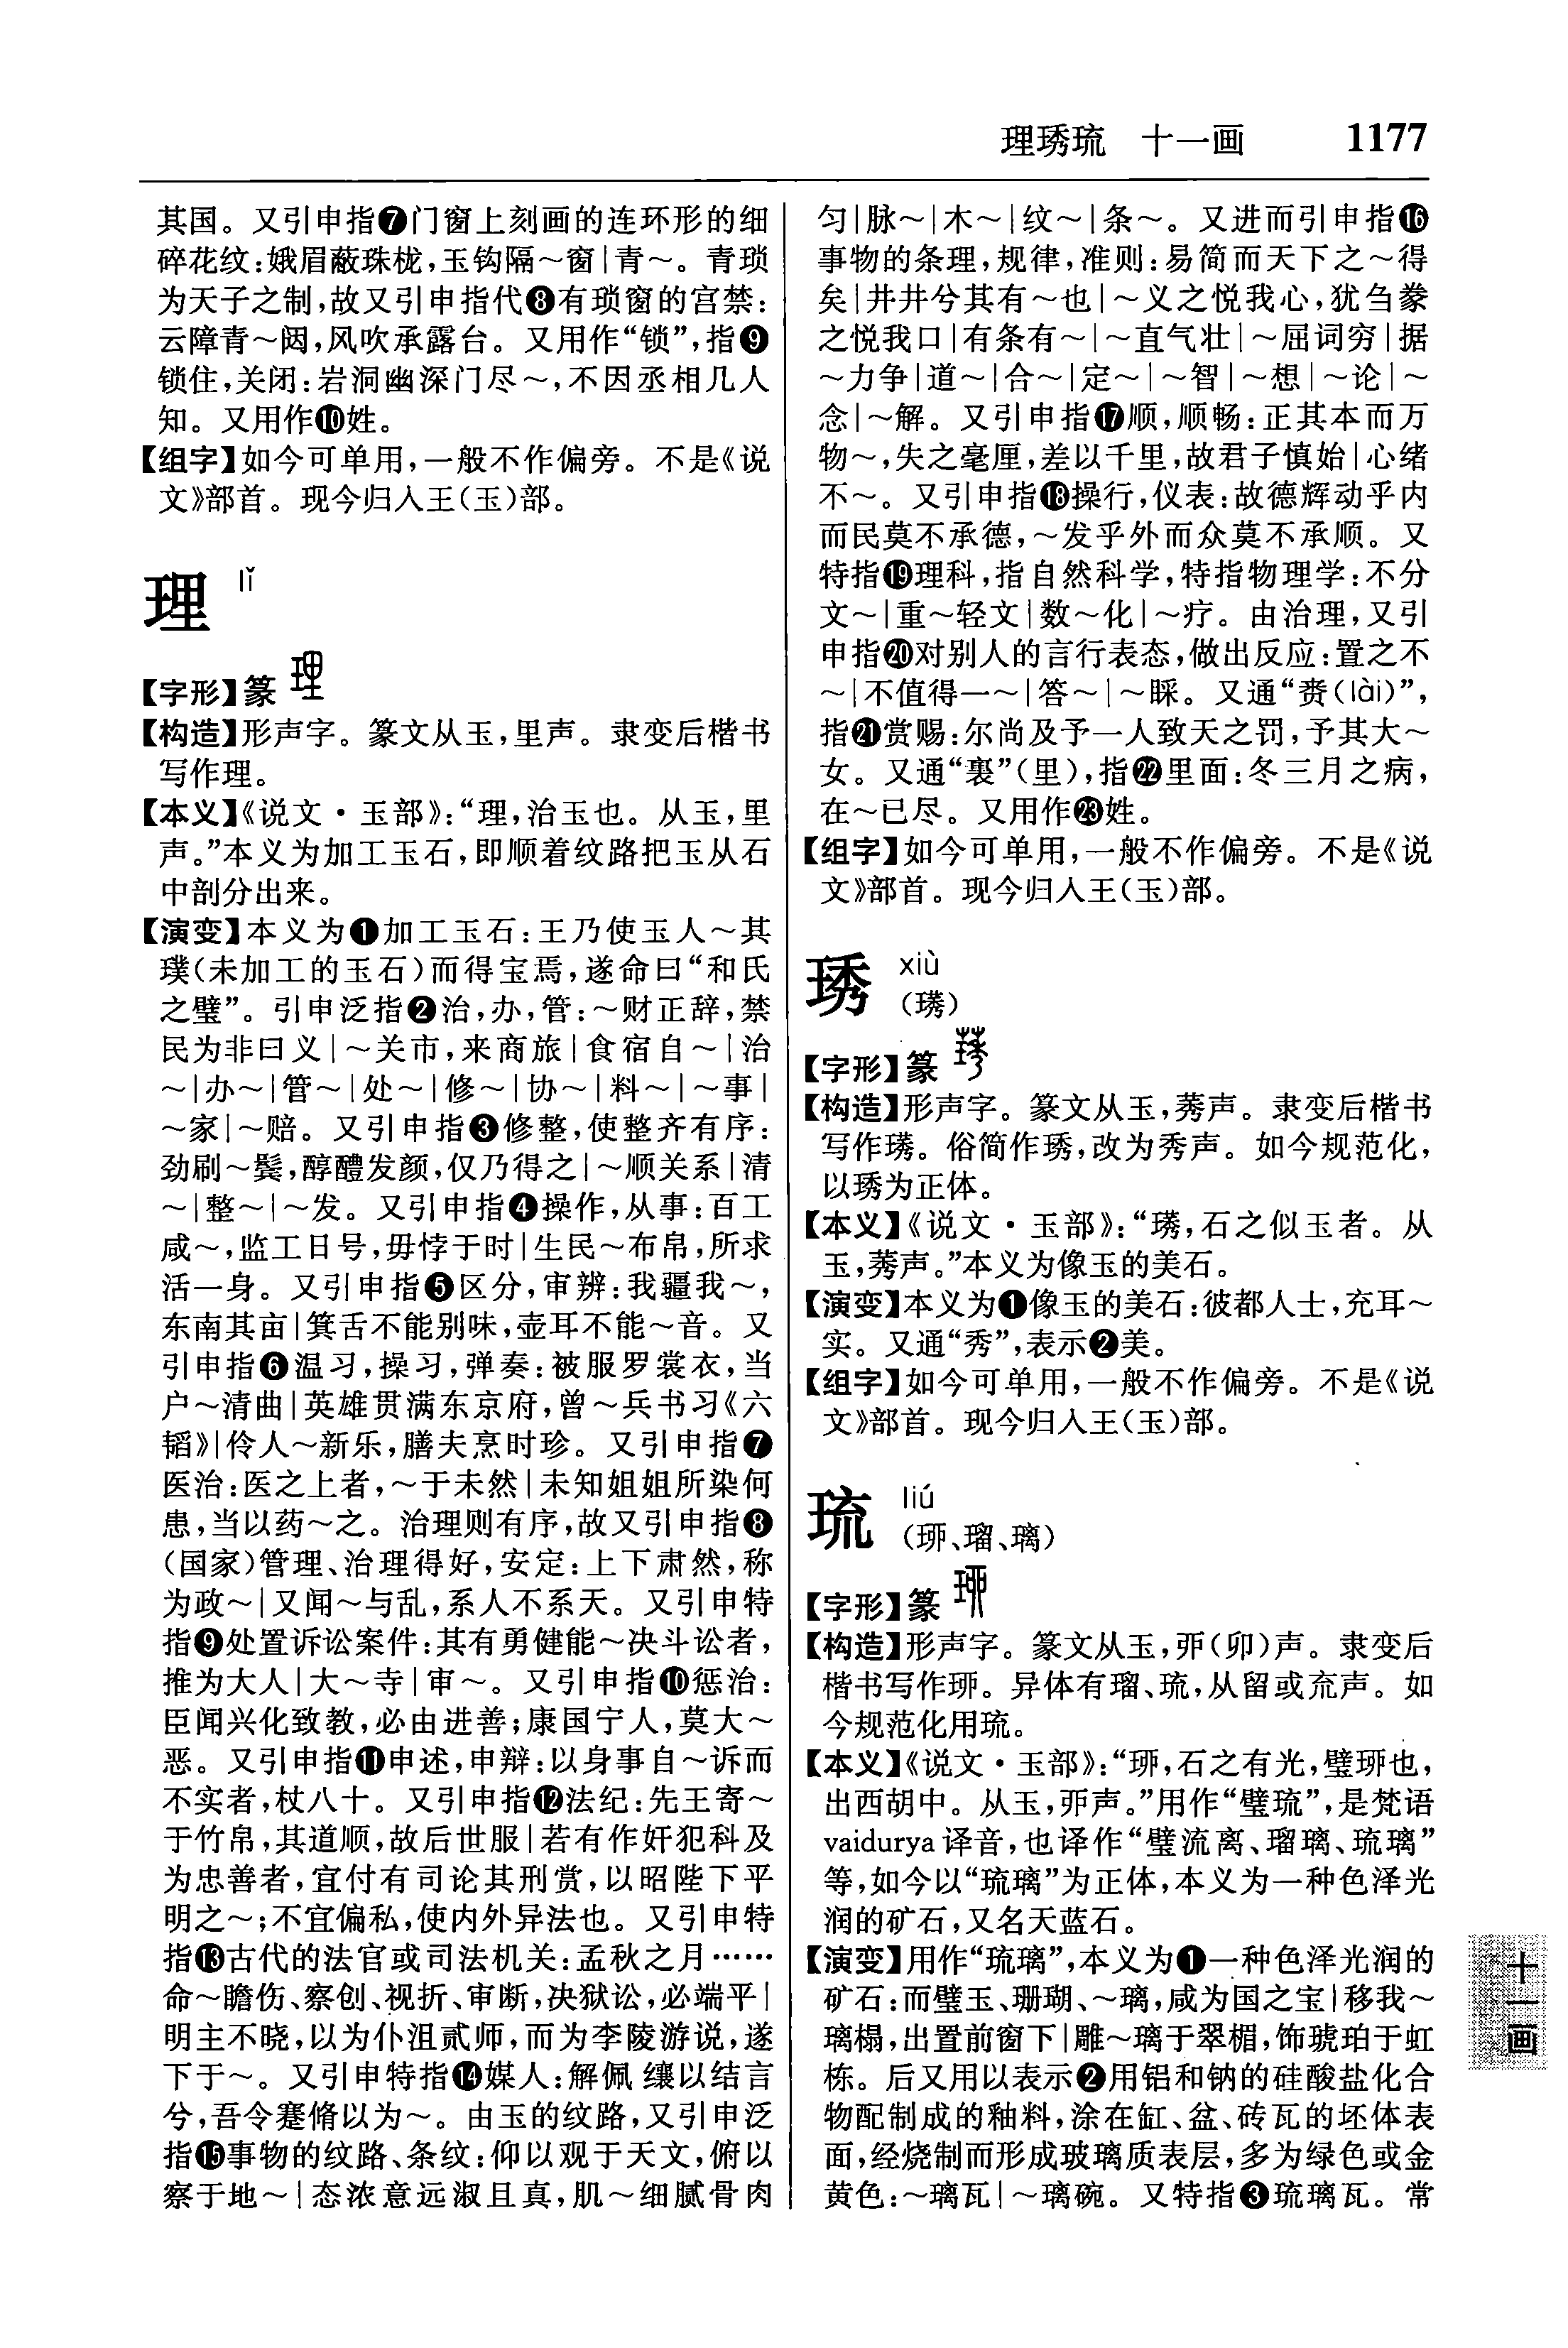 理琇琉 十一画 1177
其国。又引申指❼门窗上刻画的连环形的细
碎花纹:娥眉蔽珠栊,玉钩隔～窗|青～。青琐
为天子之制,故又引申指代❽有琐窗的宫禁:
云障青～闼,风吹承露台。又用作“锁”,指❾
锁住,关闭:岩洞幽深门尽～,不因丞相几人
知。又用作❿姓。
【组字】如今可单用,一般不作偏旁。不是《说
文》部首。现今归入王(玉)部。
理 lǐ
【字形】篆
【构造】形声字。篆文从玉,里声。隶变后楷书
写作理。
【本义】《说文·玉部》:“理,治玉也。从玉,里
声。”本义为加工玉石,即顺着纹路把玉从石
中剖分出来。
【演变】本义为❶加工玉石:王乃使玉人～其
璞(未加工的玉石)而得宝焉,遂命曰“和氏
之璧”。引申泛指❷治,办,管:～财正辞,禁
民为非曰义|～关市,来商旅|食宿自～|治
～|办～|管～|处～|修～|协～|料～|～事|
～家|～赔。又引申指❸修整,使整齐有序:
劲刷～鬓,醇醴发颜,仅乃得之|～顺关系|清
～|整～|～发。又引申指❹操作,从事:百工
咸～,监工日号,毋悖于时|生民～布帛,所求
活一身。又引申指❺区分,审辨:我疆我～,
东南其亩|箕舌不能别味,壶耳不能～音。又
引申指❻温习,操习,弹奏:被服罗裳衣,当
户～清曲|英雄贯满东京府,曾～兵书习《六
韬》|伶人～新乐,膳夫烹时珍。又引申指❼
医治:医之上者,～于未然|未知姐姐所染何
患,当以药～之。治理则有序,故又引申指❽
(国家)管理、治理得好,安定:上下肃然,称
为政～|又闻～与乱,系人不系天。又引申特
指❾处置诉讼案件:其有勇健能～决斗讼者,
推为大人|大～寺|审～。又引申指❿惩治:
臣闻兴化致教,必由进善;康国宁人,莫大～
恶。又引申指⓫申述,申辩:以身事自～诉而
不实者,杖八十。又引申指⓬法纪:先王寄～
于竹帛,其道顺,故后世服|若有作奸犯科及
为忠善者,宜付有司论其刑赏,以昭陛下平
明之～;不宜偏私,使内外异法也。又引申特
指⓭古代的法官或司法机关:孟秋之月……
命～瞻伤、察创、视折、审断,决狱讼,必端平|
明主不晓,以为仆沮贰师,而为李陵游说,遂
下于～。又引申特指⓮媒人:解佩纕以结言
兮,吾令蹇脩以为～。由玉的纹路,又引申泛
指⓯事物的纹路、条纹:仰以观于天文,俯以
察于地～|态浓意远淑且真,肌～细腻骨肉
匀|脉～|木～|纹～|条～。又进而引申指⓰
事物的条理,规律,准则:易简而天下之～得
矣|井井兮其有～也|～义之悦我心,犹刍豢
之悦我口|有条有～|～直气壮|～屈词穷|据
～力争|道～|合～|定～|～智|～想|～论|～
念|～解。又引申指⓱顺,顺畅:正其本而万
物～,失之毫厘,差以千里,故君子慎始|心绪
不～。又引申指⓲操行,仪表:故德辉动乎内
而民莫不承德,～发乎外而众莫不承顺。又
特指⓳理科,指自然科学,特指物理学:不分
文～|重～轻文|数～化|～疗。由治理,又引
申指⓴对别人的言行表态,做出反应:置之不
～|不值得一～|答～|～睬。又通“赉(lài)”,
指㉑赏赐:尔尚及予一人致天之罚,予其大～
女。又通“裏”(里),指㉒里面:冬三月之病,
在～已尽。又用作㉓姓。
【组字】如今可单用,一般不作偏旁。不是《说
文》部首。现今归入王(玉)部。
琇 xiù
(璓)
【字形】篆
【构造】形声字。篆文从玉,莠声。隶变后楷书
写作璓。俗简作琇,改为秀声。如今规范化,
以琇为正体。
【本义】《说文·玉部》:“璓,石之似玉者。从
玉,莠声。”本义为像玉的美石。
【演变】本义为❶像玉的美石:彼都人士,充耳～
实。又通“秀”,表示❷美。
【组字】如今可单用,一般不作偏旁。不是《说
文》部首。现今归入王(玉)部。
琉 liú
(珋、瑠、璃)
【字形】篆
【构造】形声字。篆文从玉,丣(卯)声。隶变后
楷书写作珋。异体有瑠、琉,从留或㐬声。如
今规范化用琉。
【本义】《说文·玉部》:“珋,石之有光,璧珋也,
出西胡中。从玉,丣声。”用作“璧琉”,是梵语
vaidurya译音,也译作“璧流离、瑠璃、琉璃”
等,如今以“琉璃”为正体,本义为一种色泽光
润的矿石,又名天蓝石。
【演变】用作“琉璃”,本义为❶一种色泽光润的
矿石:而璧玉、珊瑚、～璃,咸为国之宝|移我～
璃榻,出置前窗下|雕～璃于翠楣,饰琥珀于虹
栋。后又用以表示❷用铝和钠的硅酸盐化合
物配制成的釉料,涂在缸、盆、砖瓦的坯体表
面,经烧制而形成玻璃质表层,多为绿色或金
黄色:～璃瓦|～璃碗。又特指❸琉璃瓦。常
十一画